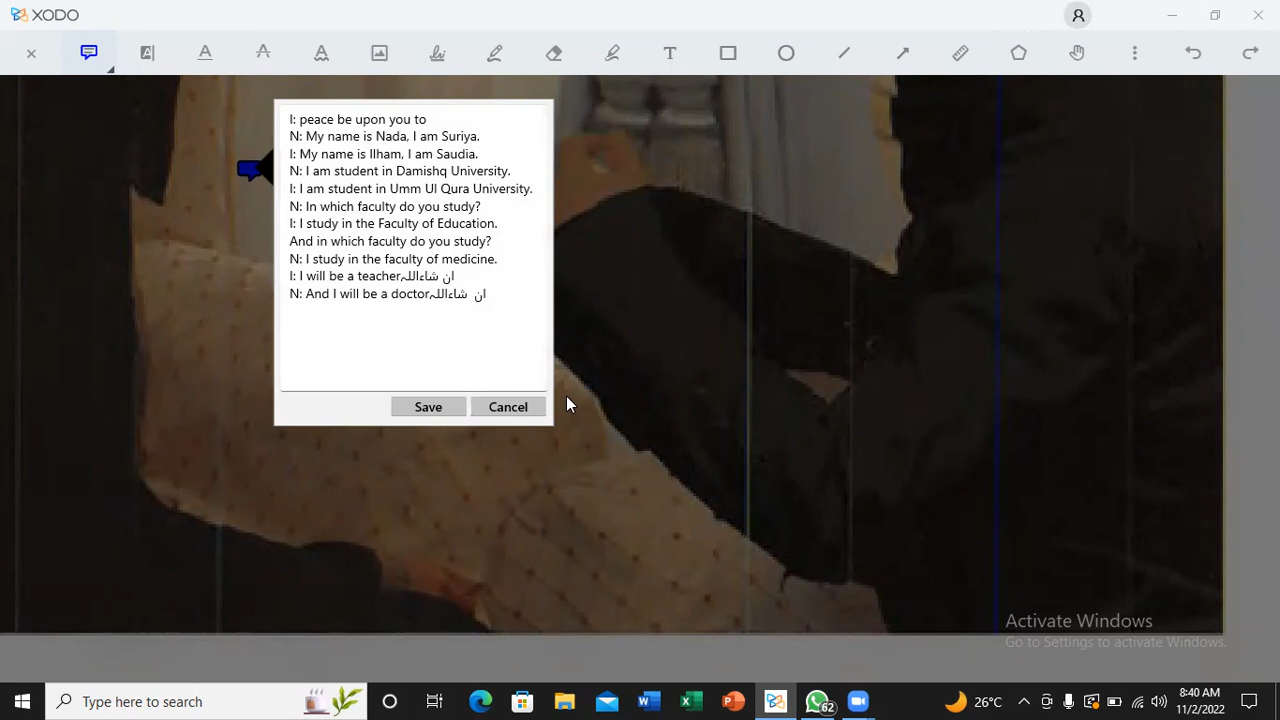 XODO
I: peace be upon you to
N: My name is Nada, I am Suriya.
I: My name is Ilham, I am Saudia.
N: I am student in Damishq University.
I: I am student in Umm Ul Qura University.
N: In which faculty do you study?
I: I study in the Faculty of Education.
And in which faculty do you study?
N: I study in the faculty of medicine.
I: I will be a teacherان شاءاللہ
N: And I will be a doctorان شاءاللہ
Save Cancel
Activate Windows
Go to Settings to activate Windows.
Type here to search
62
26°C
8:40 AM
11/2/2022